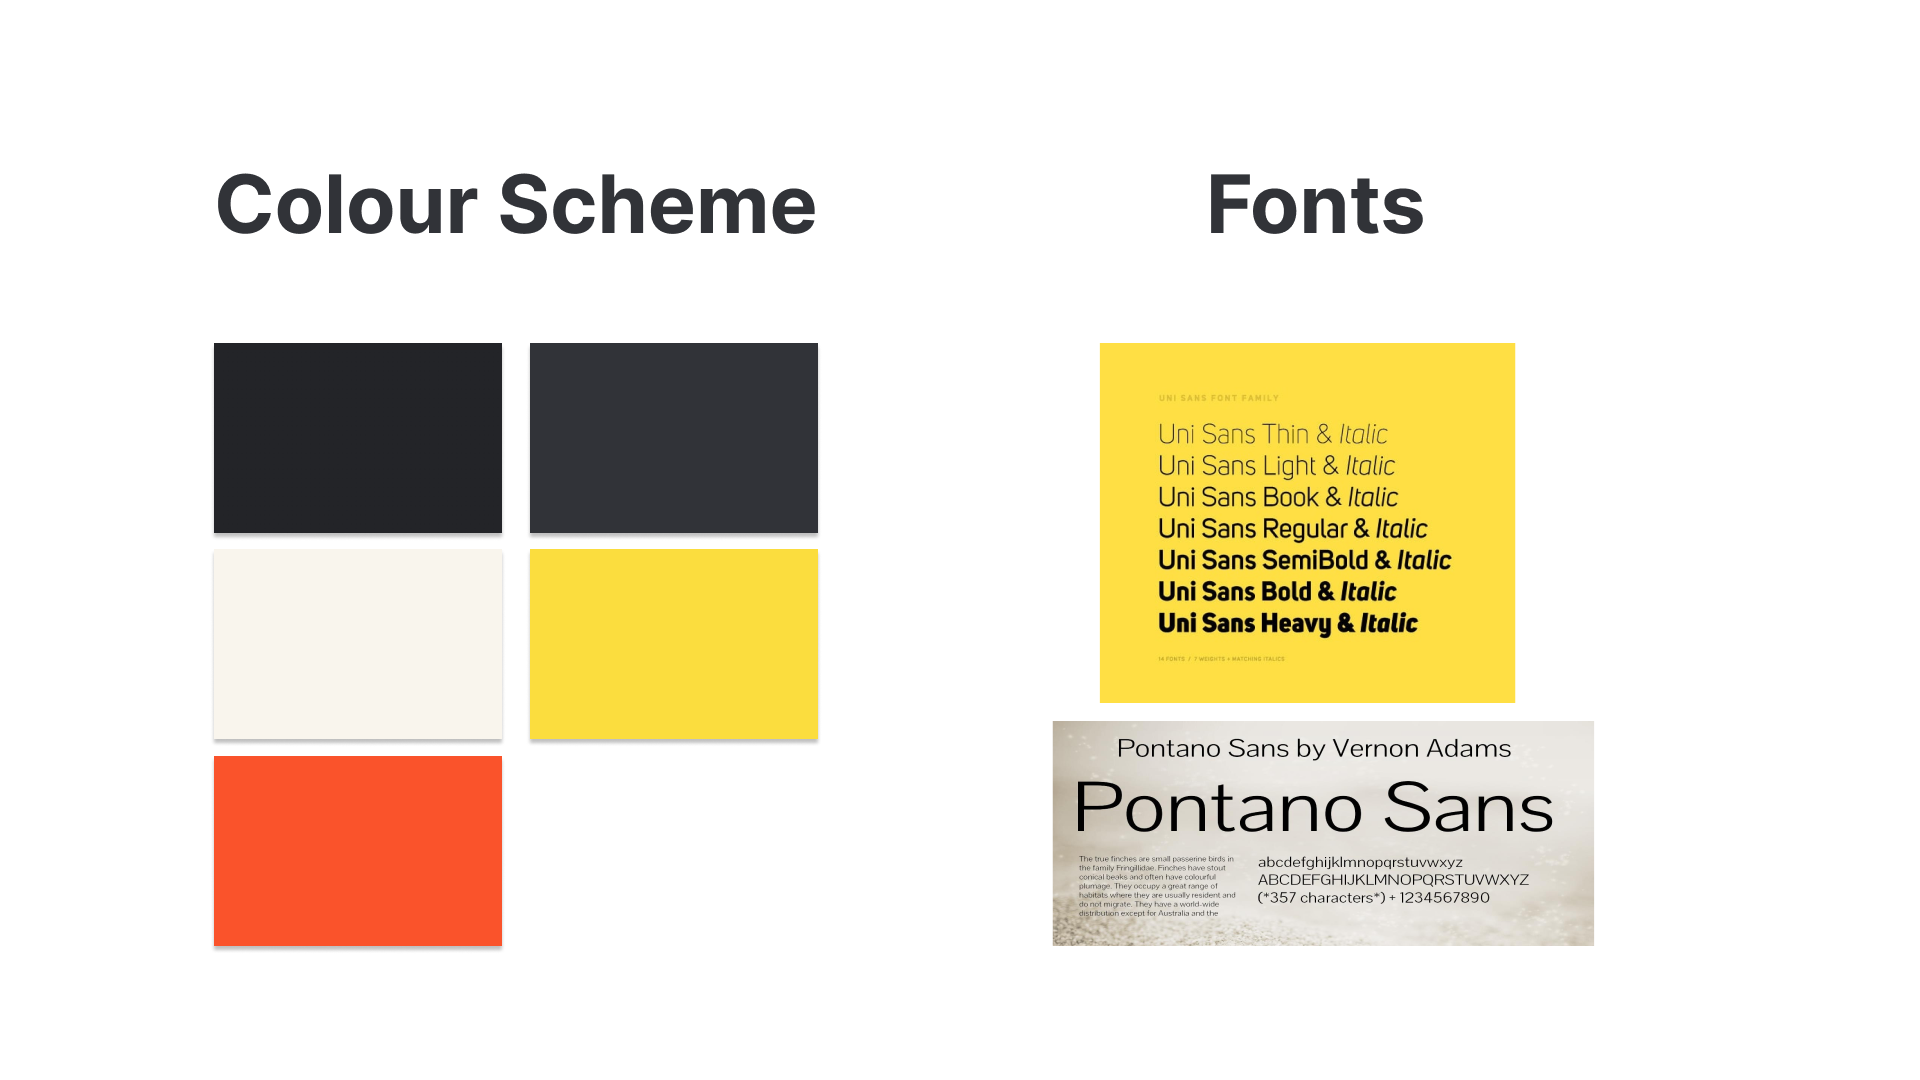 Colour Scheme
Fonts
UNI SANS FONT FAMILY
Uni Sans Thin & Italic
Uni Sans Light & Italic
Uni Sans Book & Italic
Uni Sans Regular & Italic
Uni Sans SemiBold & Italic
Uni Sans Bold & Italic
Uni Sans Heavy & Italic
14 FONTS / 7 WEIGHTS + MATCHING ITALICS
Pontano Sans by Vernon Adams
Pontano Sans
The true finches are small passerine birds in
the family Fringillidae. Finches have stout
conical beaks and often have colourful
plumage. They occupy a great range of
habitats where they are usually resident and
do not migrate. They have a world-wide
distribution except for Australia and the
abcdefghijklmnopqrstuvwxyz
ABCDEFGHIJKLMNOPQRSTUVWXYZ
(*357 characters*) + 1234567890